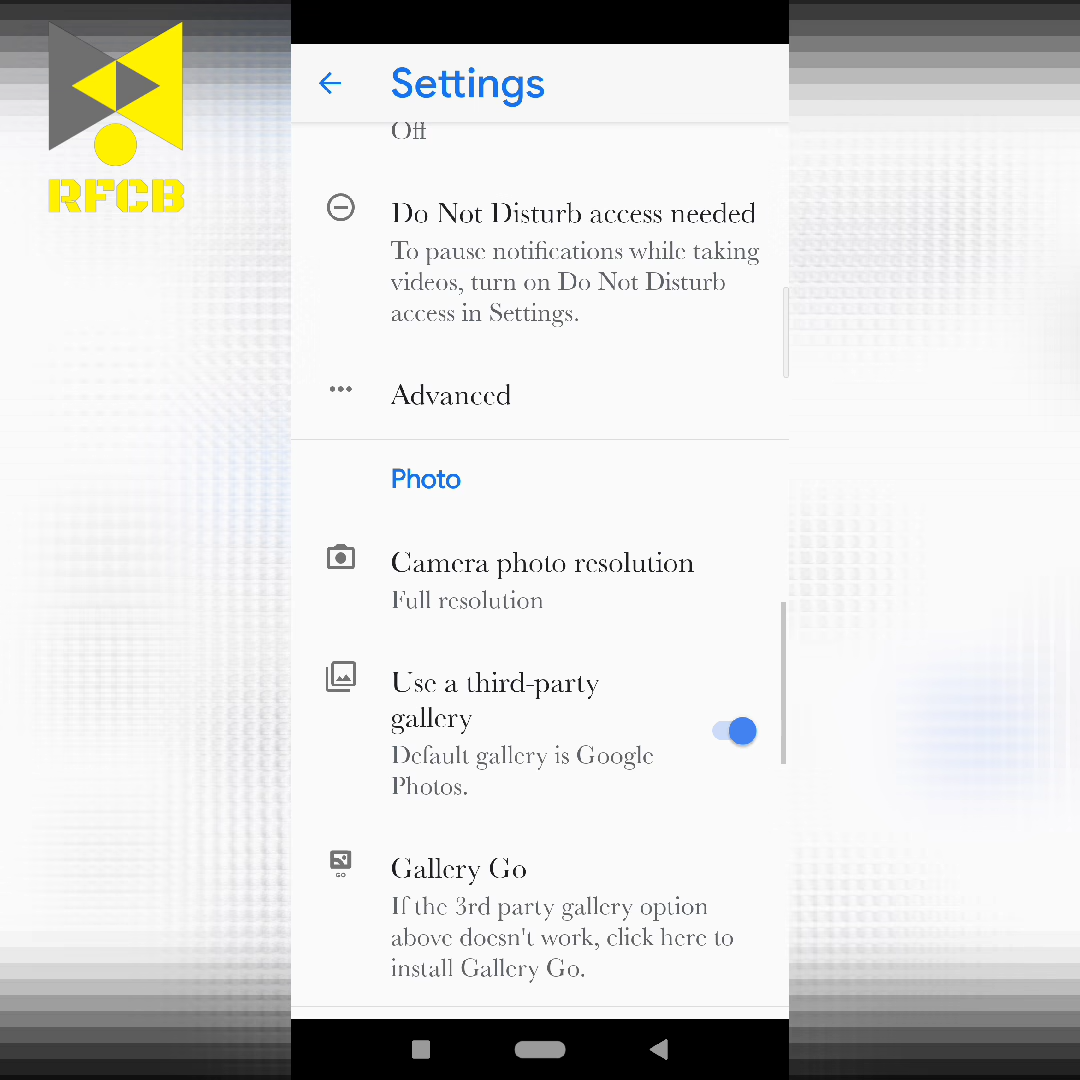 RFCB
Settings
Off
Do Not Disturb access needed
To pause notifications while taking
videos, turn on Do Not Disturb
access in Settings.
Advanced
Photo
Camera photo resolution
Full resolution
Use a third-party
gallery
Default gallery is Google
Photos.
GO
Gallery Go
If the 3rd party gallery option
above doesn't work, click here to
install Gallery Go.